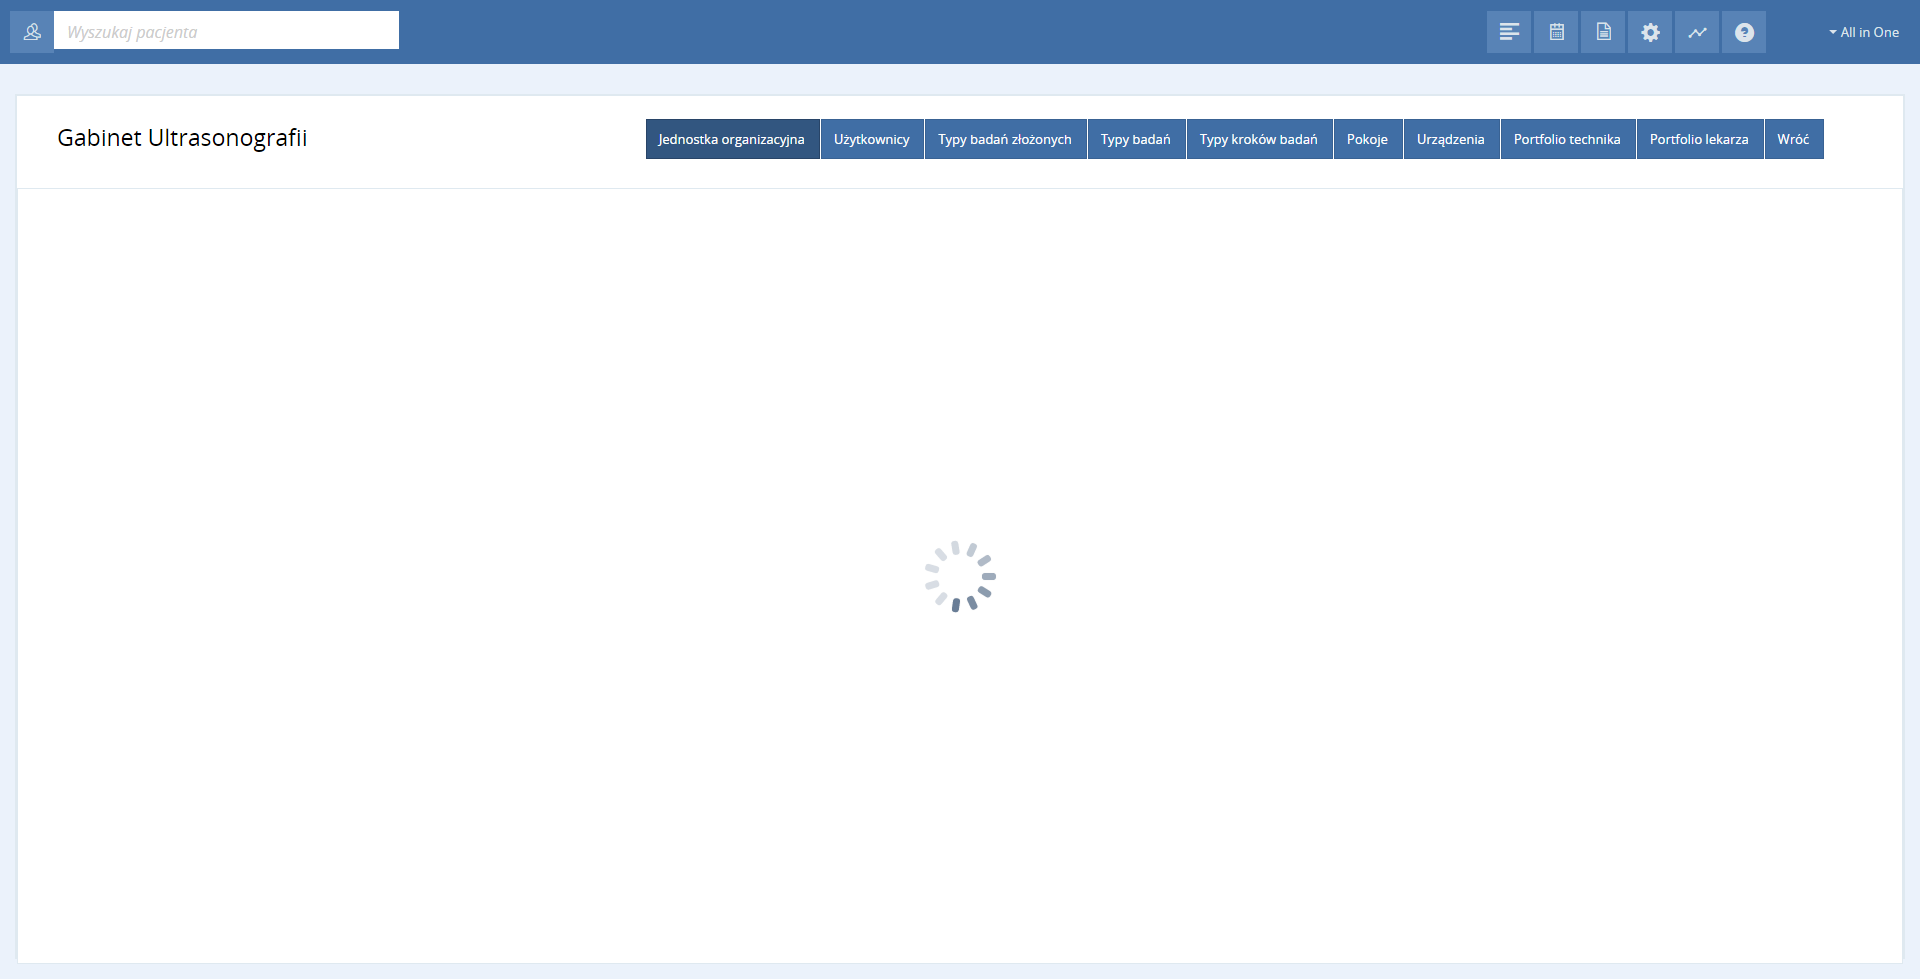 Wyszukaj pacjenta
All in One
Gabinet Ultrasonografii
Jednostka organizacyjna
Użytkownicy
Typy badań złożonych
Typy badań
Typy kroków badań
Pokoje
Urządzenia
Portfolio technika
Portfolio lekarza
Wróć